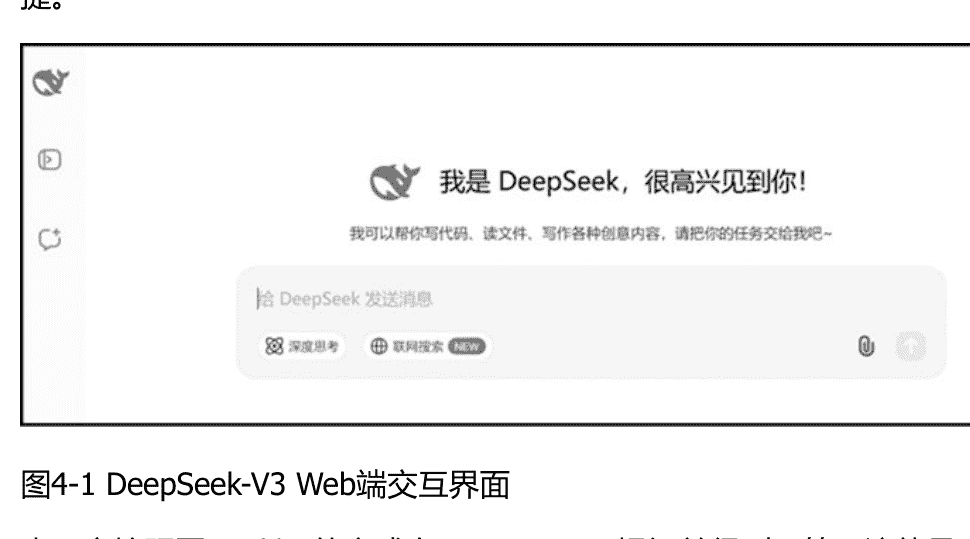 提。
我是 DeepSeek，很高兴见到你！
我可以帮你写代码、读文件、写作各种创意内容，请把你的任务交给我吧~
给 DeepSeek 发送消息
深度思考 联网搜索 NEW
图4-1 DeepSeek-V3 Web端交互界面